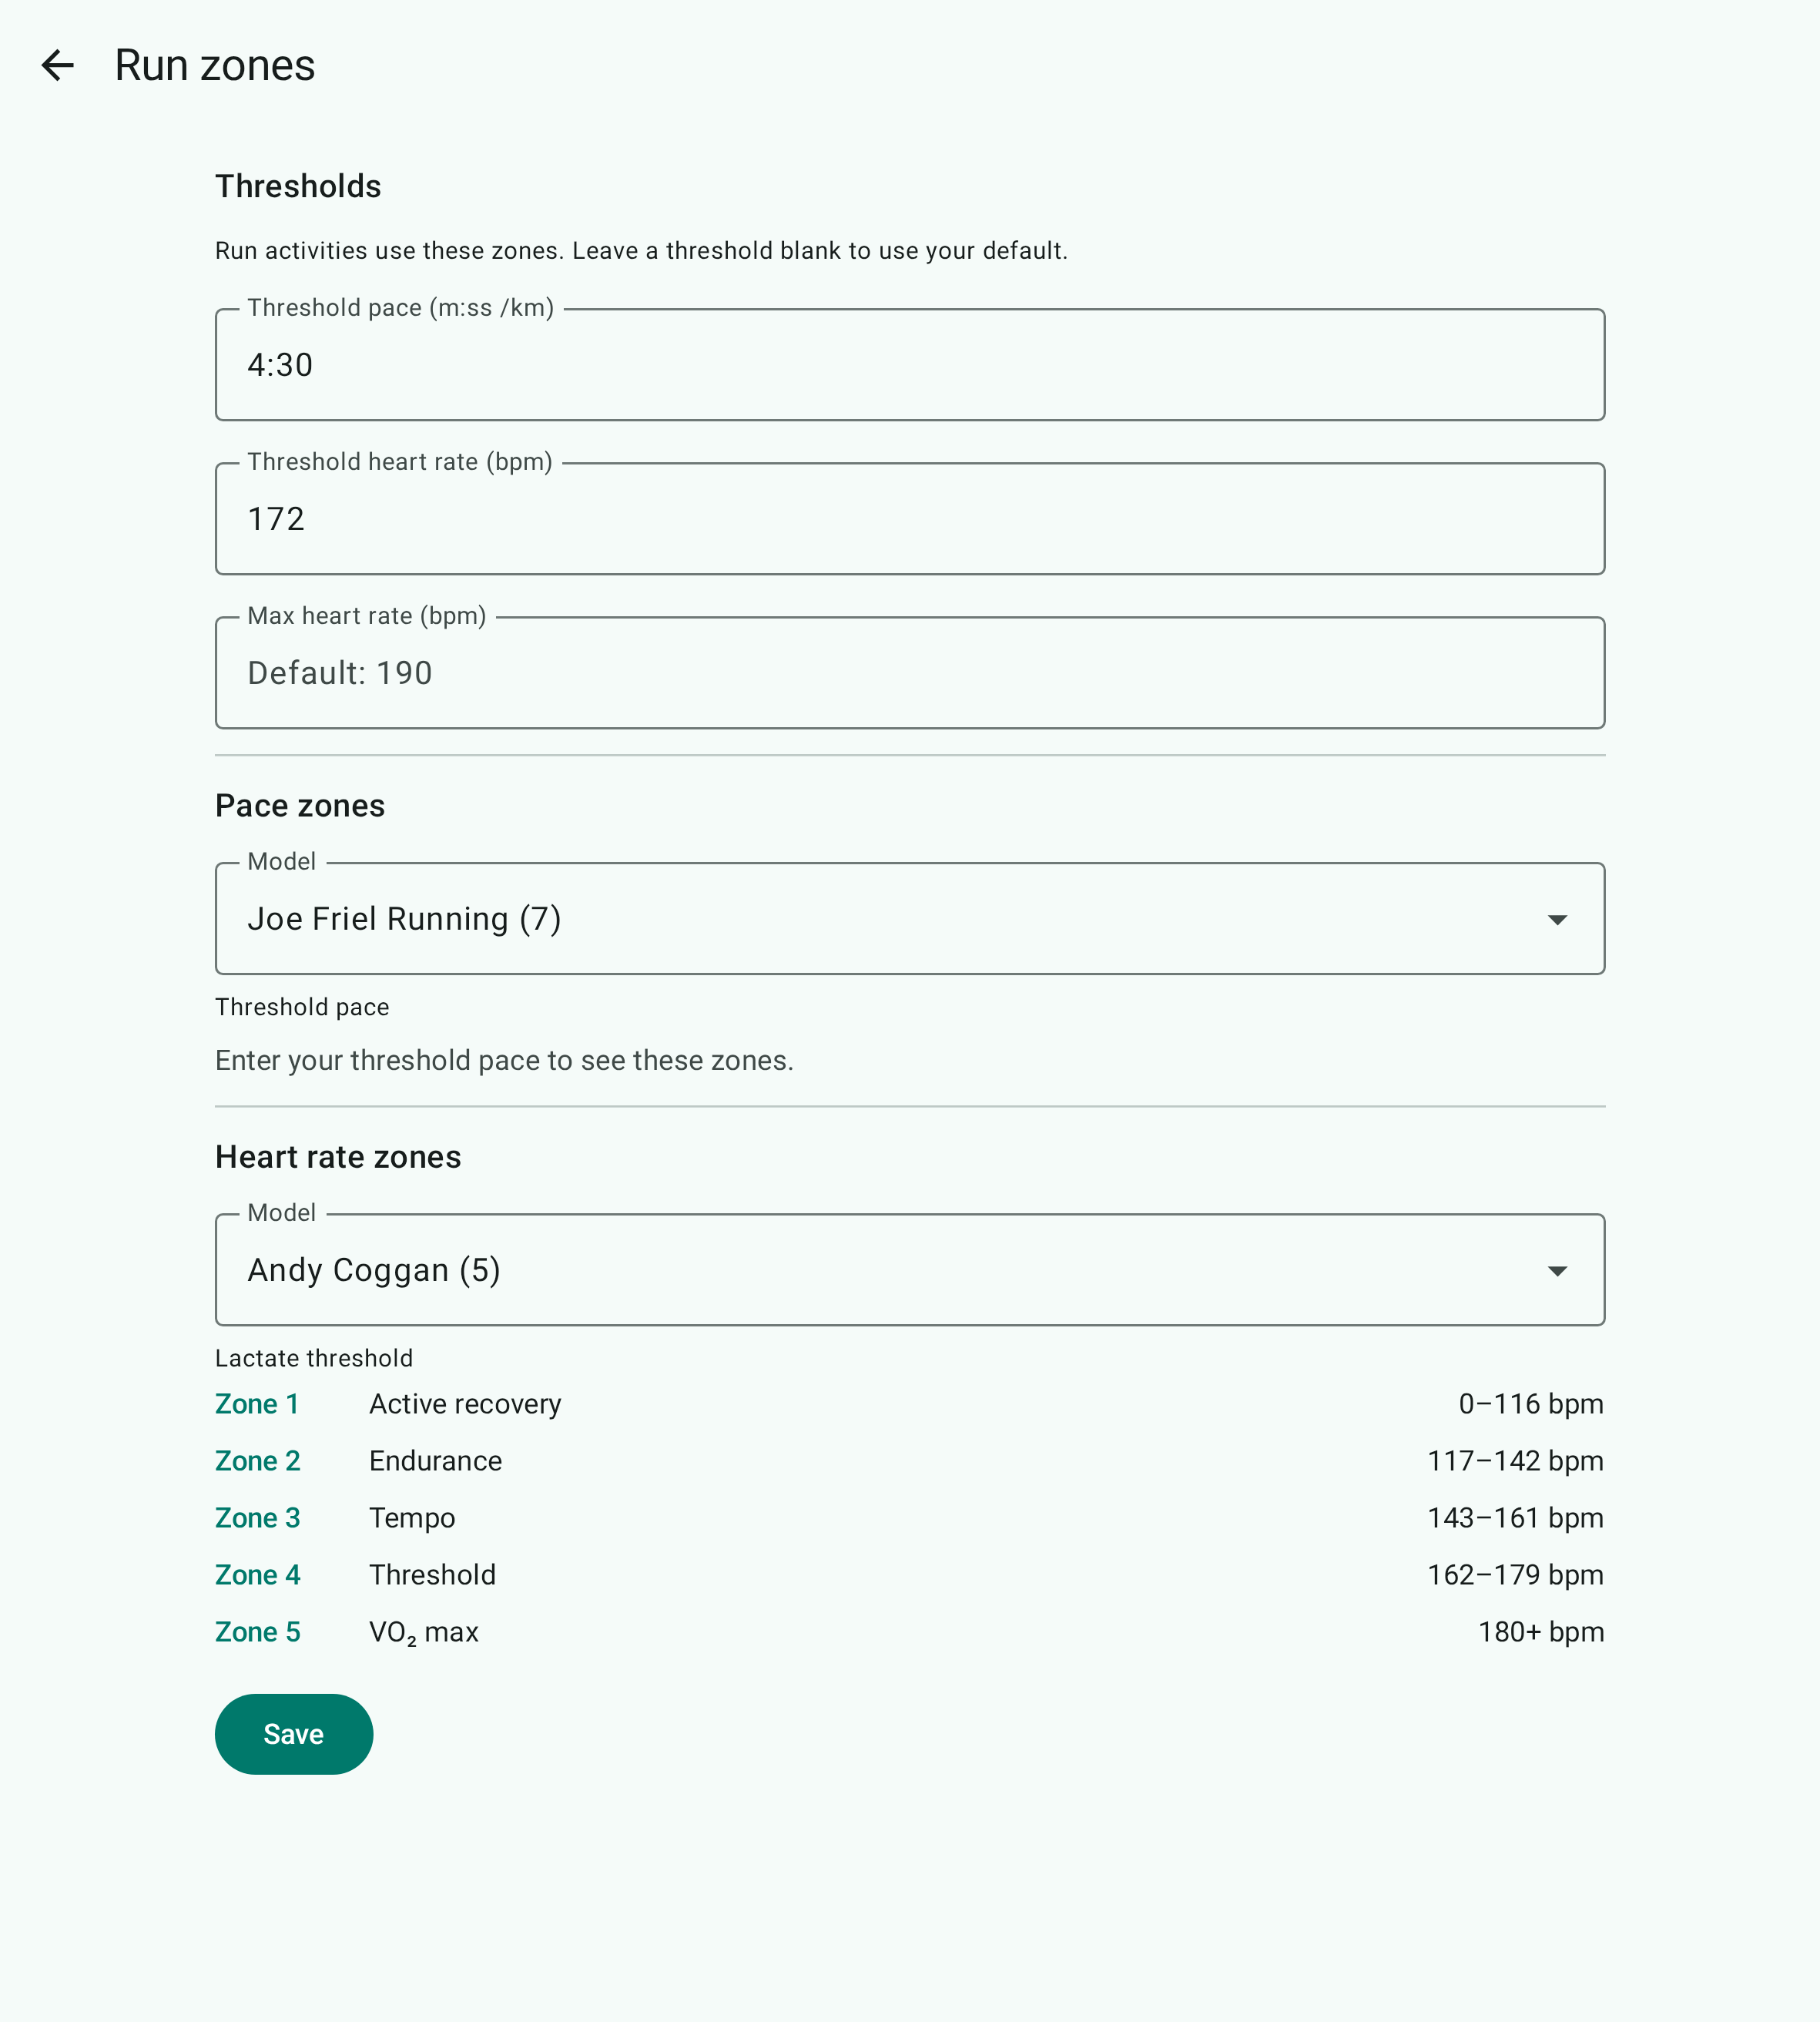 Run zones
Thresholds
Run activities use these zones. Leave a threshold blank to use your default.
Threshold pace (m:ss /km)
4:30
Threshold heart rate (bpm)
172
Max heart rate (bpm)
Default: 190
Pace zones
Model
Joe Friel Running (7)
Threshold pace
Enter your threshold pace to see these zones.
Heart rate zones
Model
Andy Coggan (5)
Lactate threshold
Zone 1 Active recovery 0–116 bpm
Zone 2 Endurance 117–142 bpm
Zone 3 Tempo 143–161 bpm
Zone 4 Threshold 162–179 bpm
Zone 5 VO₂ max 180+ bpm
Save